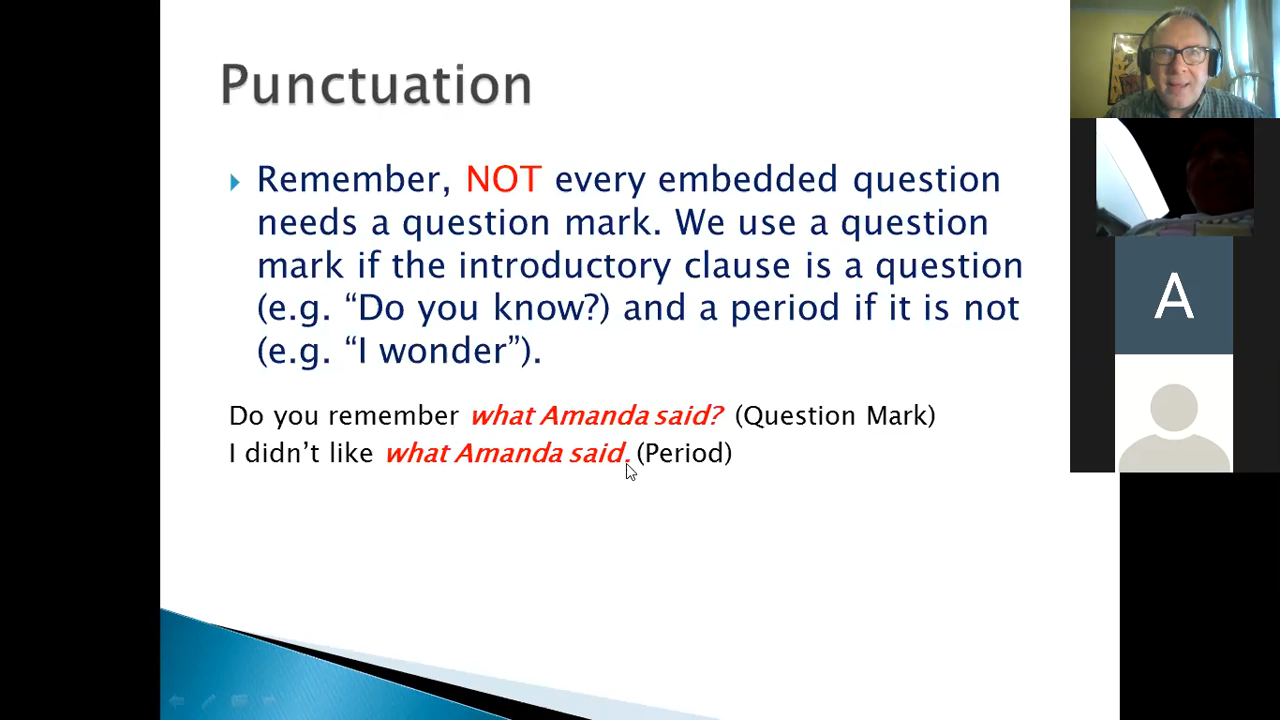 Punctuation
Remember, NOT every embedded question
needs a question mark. We use a question
mark if the introductory clause is a question
(e.g. “Do you know?) and a period if it is not
(e.g. “I wonder”).
Do you remember what Amanda said? (Question Mark)
I didn’t like what Amanda said. (Period)
A